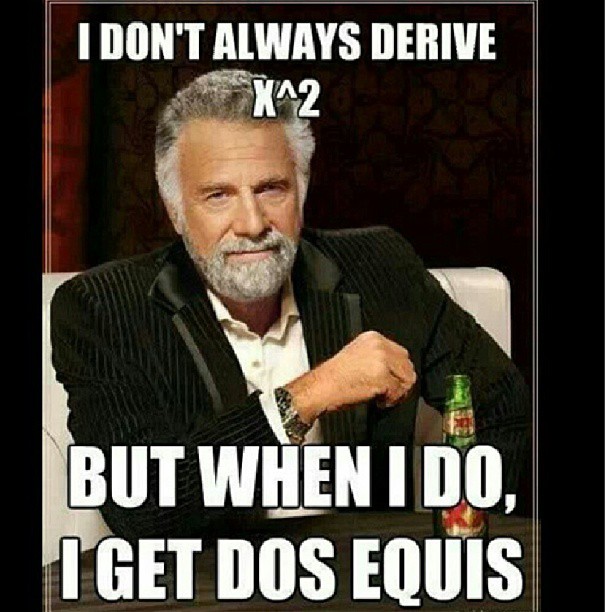 I DON'T ALWAYS DERIVE
X^2
BUT WHEN I DO,
I GET DOS EQUIS